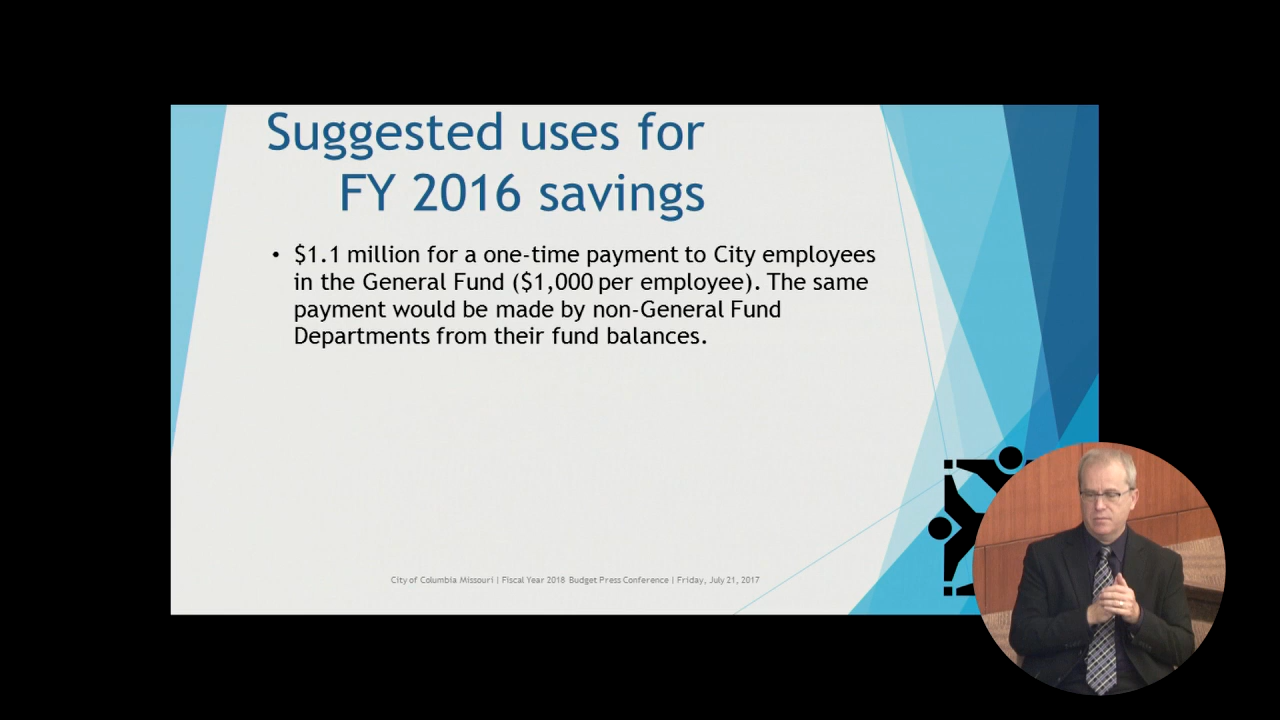 Suggested uses for
FY 2016 savings
• $1.1 million for a one-time payment to City employees
in the General Fund ($1,000 per employee). The same
payment would be made by non-General Fund
Departments from their fund balances.
City of Columbia Missouri | Fiscal Year 2018 Budget Press Conference | Friday, July 21, 2017